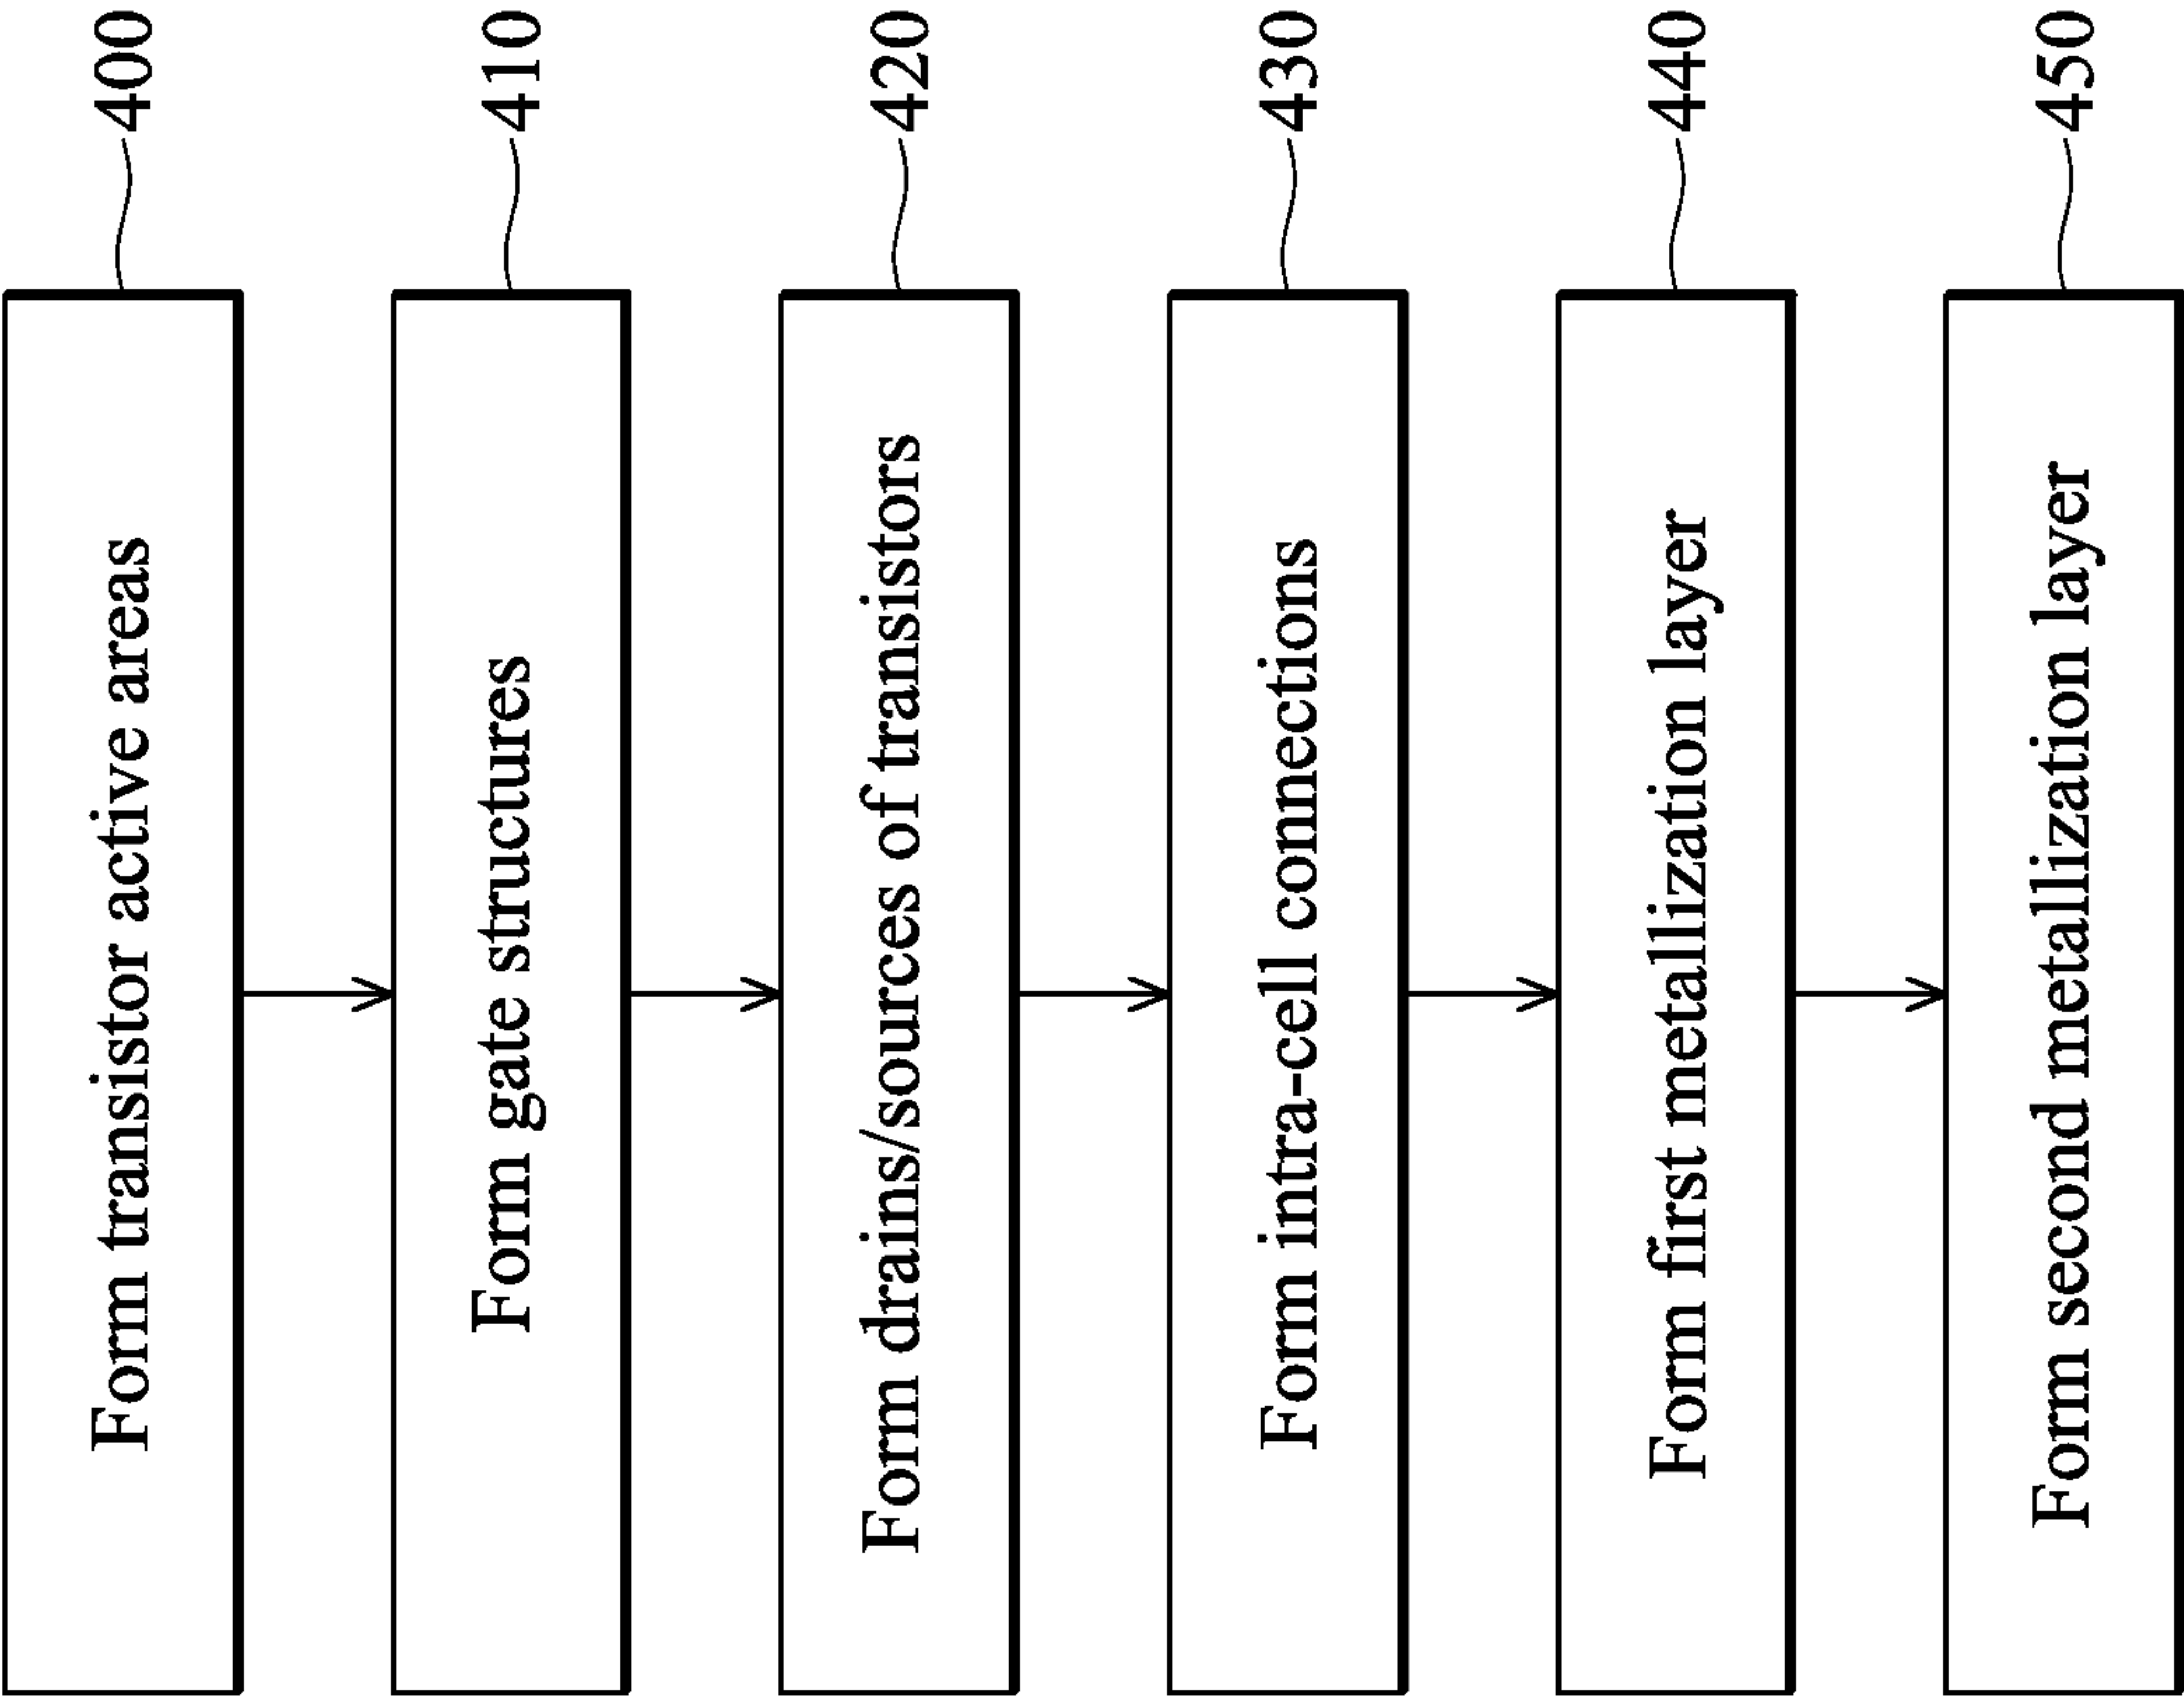 Form transistor active areas 400
Form gate structures 410
Form drains/sources of transistors 420
Form intra-cell connections 430
Form first metallization layer 440
Form second metallization layer 450